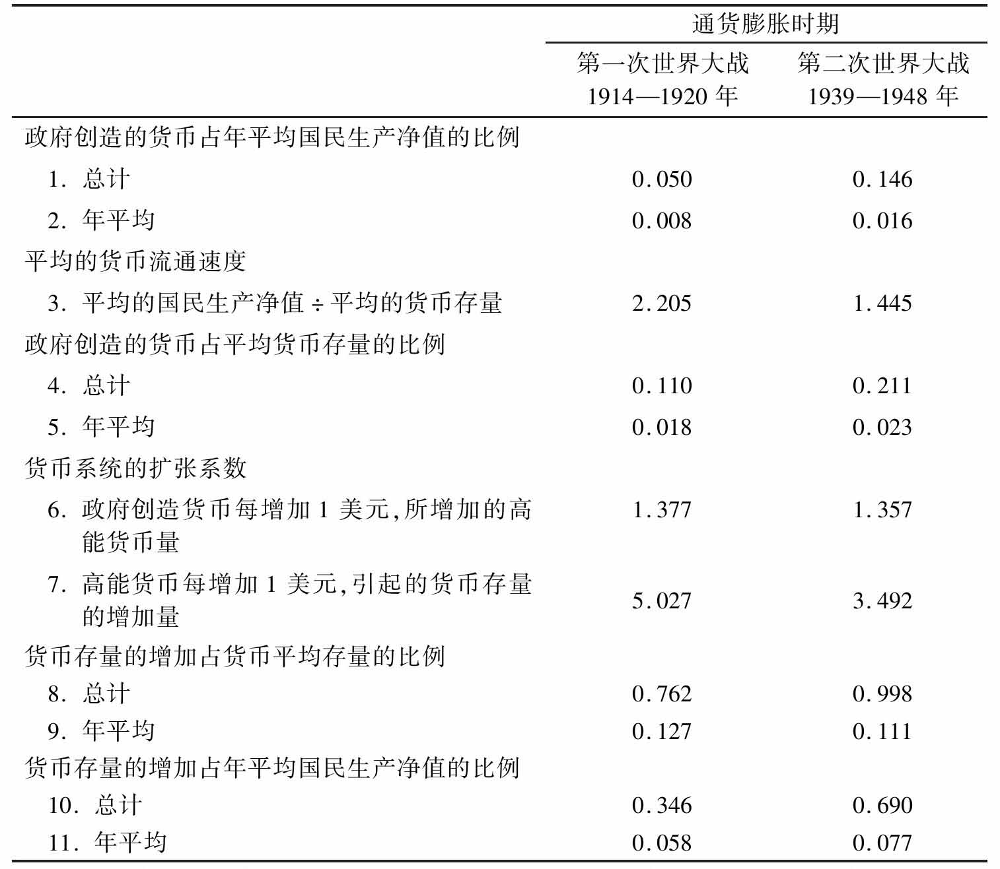 通货膨胀时期
第一次世界大战 第二次世界大战
1914—1920 年 1939—1948 年
政府创造的货币占年平均国民生产净值的比例
1. 总计 0.050 0.146
2. 年平均 0.008 0.016
平均的货币流通速度
3. 平均的国民生产净值÷平均的货币存量 2.205 1.445
政府创造的货币占平均货币存量的比例
4. 总计 0.110 0.211
5. 年平均 0.018 0.023
货币系统的扩张系数
6. 政府创造货币每增加 1 美元,所增加的高 1.377 1.357
能货币量
7. 高能货币每增加 1 美元,引起的货币存量
的增加量 5.027 3.492
货币存量的增加占货币平均存量的比例
8. 总计 0.762 0.998
9. 年平均 0.127 0.111
货币存量的增加占年平均国民生产净值的比例
10. 总计 0.346 0.690
11. 年平均 0.058 0.077